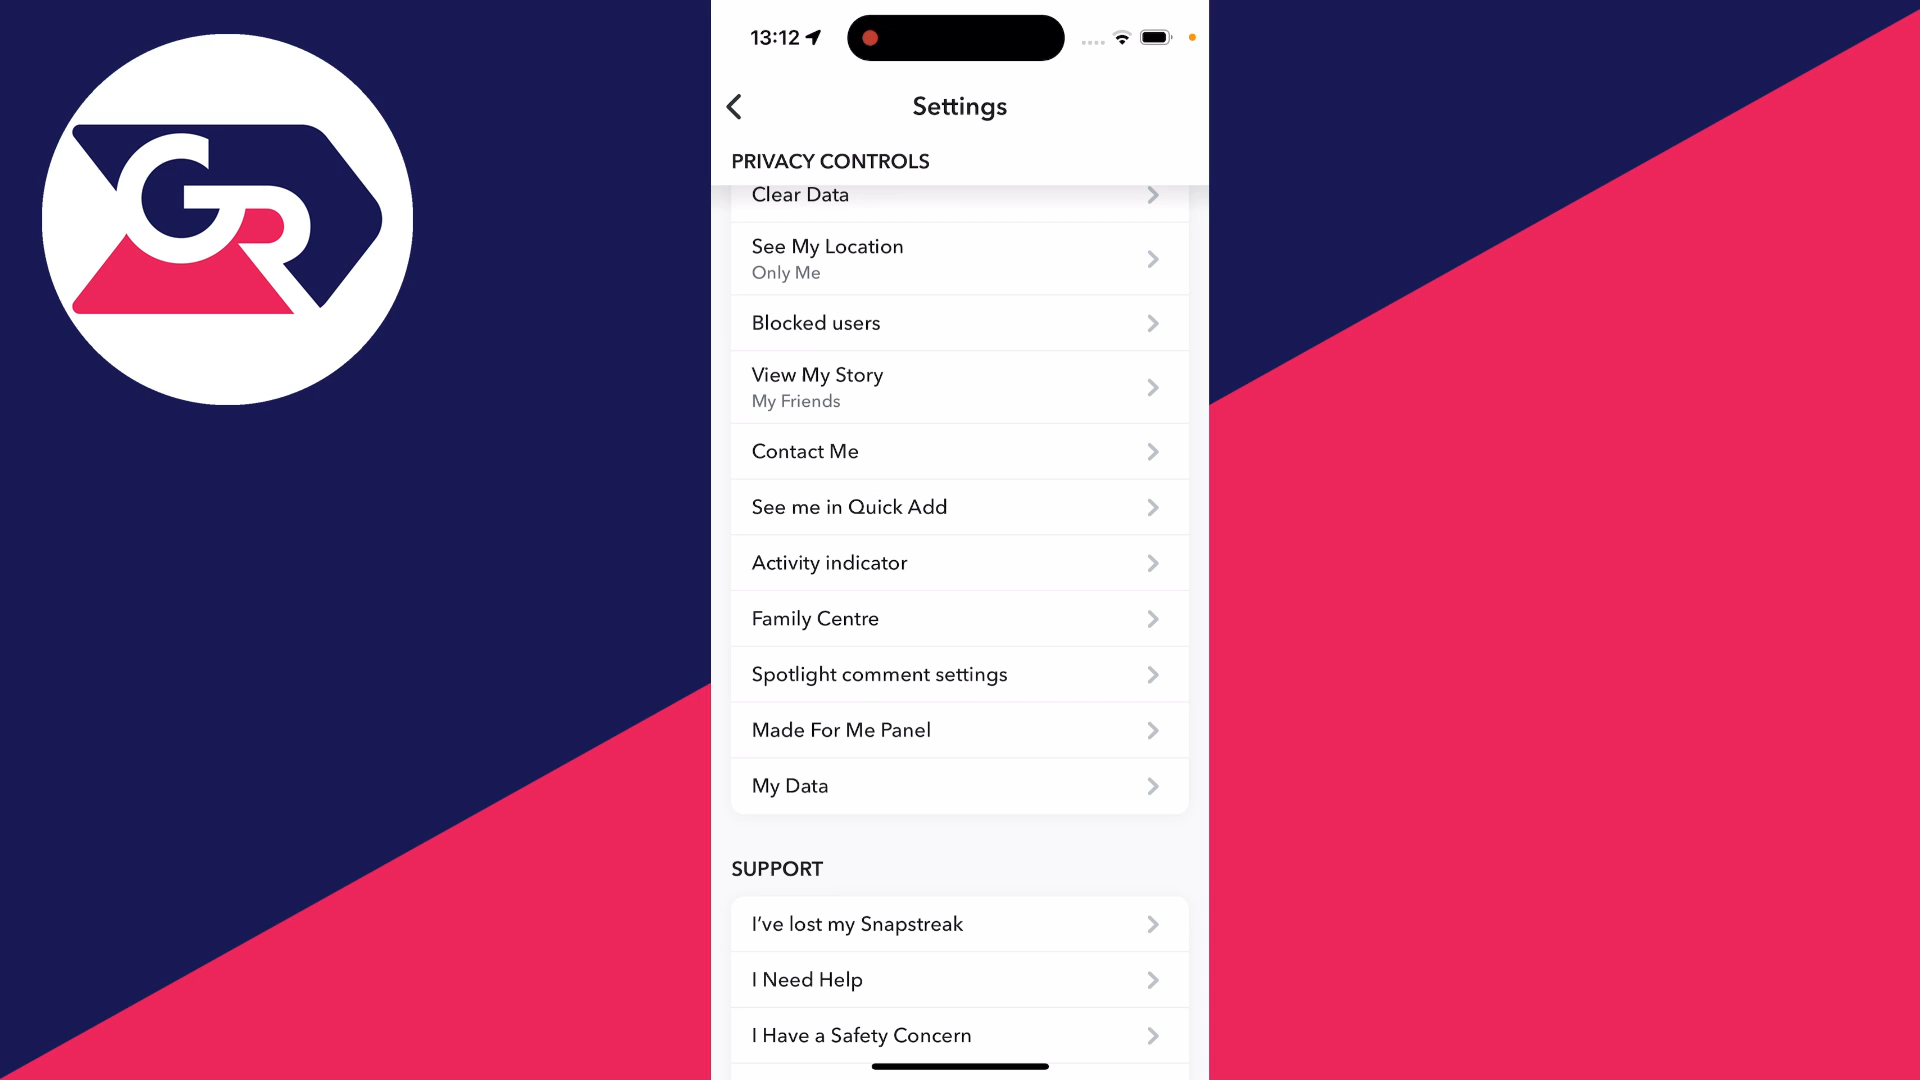 GR
13:12
Settings
PRIVACY CONTROLS
Clear Data
See My Location
Only Me
Blocked users
View My Story
My Friends
Contact Me
See me in Quick Add
Activity indicator
Family Centre
Spotlight comment settings
Made For Me Panel
My Data
SUPPORT
I’ve lost my Snapstreak
I Need Help
I Have a Safety Concern